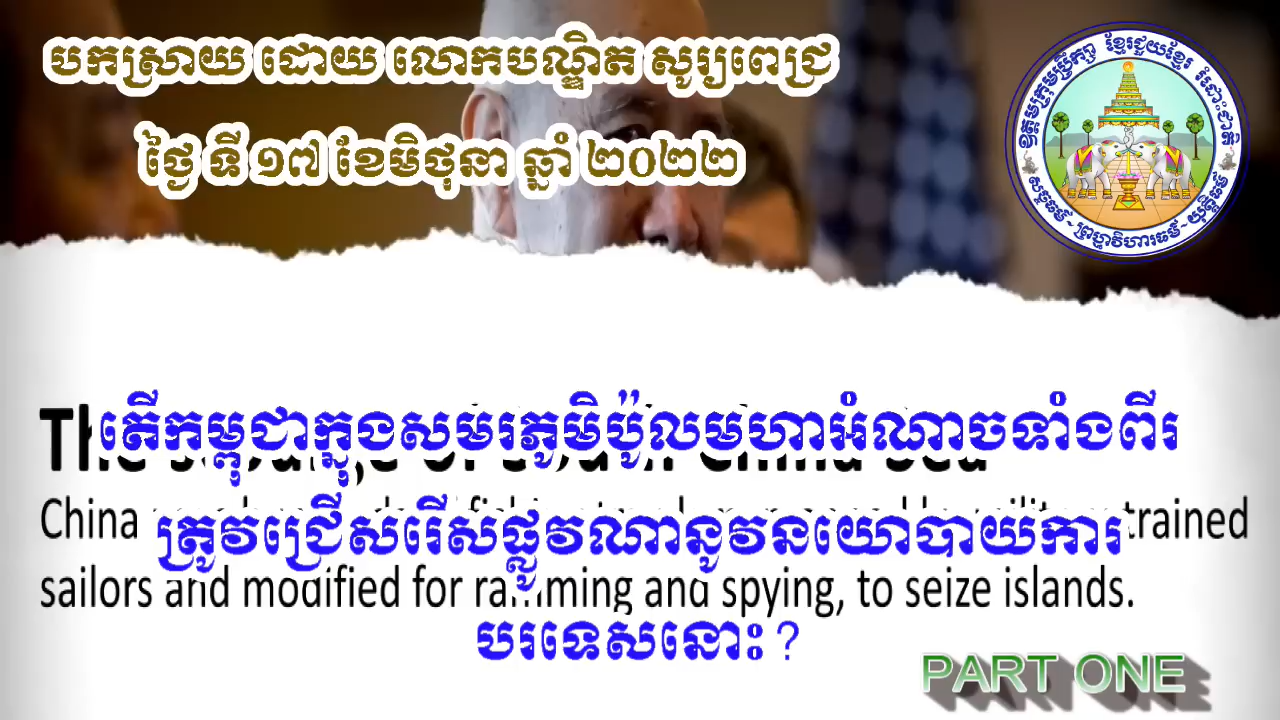 បកស្រាយ ដោយ លោកបណ្ឌិត សូរ្យពេជ្រ
ថ្ងៃ ទី ១៧ ខែមិថុនា ឆ្នាំ ២០២២
តើកម្ពុជាក្នុងសមរភូមិប៉ូលមហាអំណាចទាំងពីរ
China trained
ត្រូវជ្រើសរើសផ្លូវណានូវនយោបាយការ
sailors and modified for ramming and spying, to seize islands.
បរទេសនោះ?
PART ONE